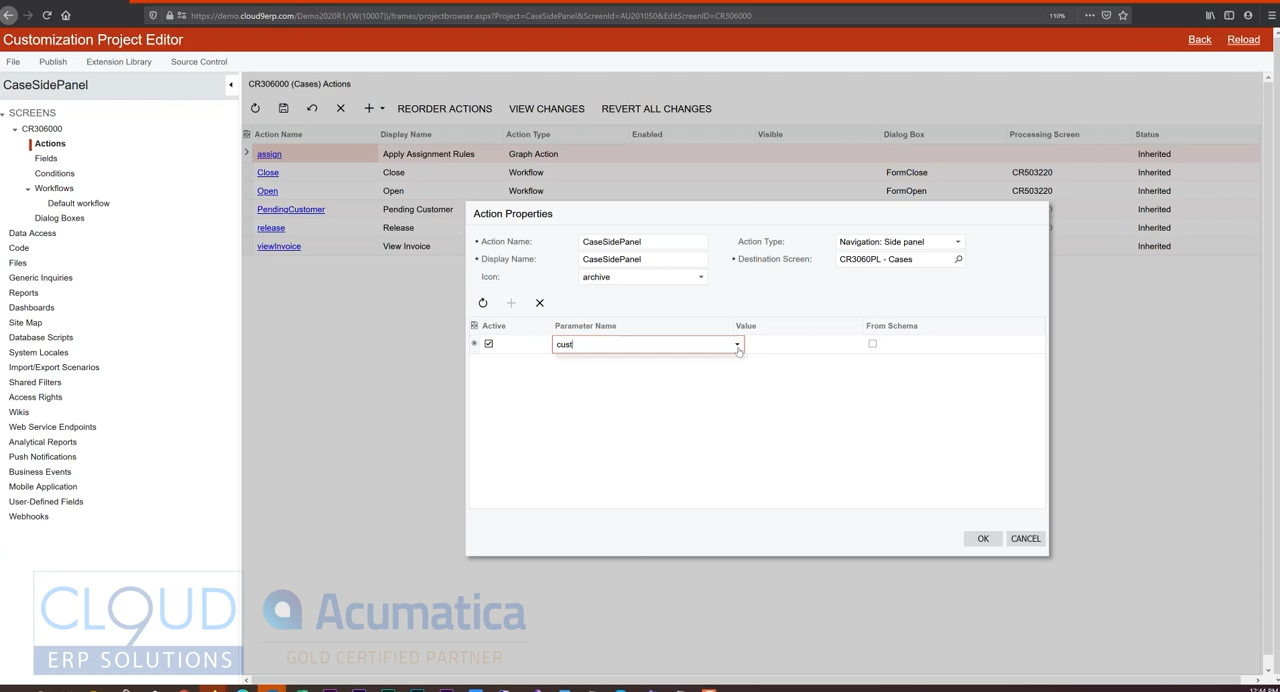 https://demo.cloud9erp.com/Demo2020R1/(W(10007))/frames/projectbrowser.aspx?Project=CaseSidePanel&ScreenId=AU201050&EditScreenID=CR306000
110%
Customization Project Editor
Back
Reload
File
Publish
Extension Library
Source Control
CaseSidePanel
CR306000 (Cases) Actions
SCREENS
CR306000
Actions
Fields
Conditions
Workflows
Default workflow
Dialog Boxes
Data Access
Code
Files
Generic Inquiries
Reports
Dashboards
Site Map
Database Scripts
System Locales
Import/Export Scenarios
Shared Filters
Access Rights
Wikis
Web Service Endpoints
Analytical Reports
Push Notifications
Business Events
Mobile Application
User-Defined Fields
Webhooks
REORDER ACTIONS
VIEW CHANGES
REVERT ALL CHANGES
Action Name Display Name Action Type Enabled Visible Dialog Box Processing Screen Status
assign Apply Assignment Rules Graph Action Inherited
Close Close Workflow FormClose CR503220 Inherited
Open Open Workflow FormOpen CR503220 Inherited
PendingCustomer Pending Customer Inherited
release Release Inherited
viewInvoice View Invoice Inherited
Action Properties
Action Name: CaseSidePanel Action Type: Navigation: Side panel
Display Name: CaseSidePanel Destination Screen: CR3060PL - Cases
Icon: archive
Active Parameter Name Value From Schema
cust
OK
CANCEL
CLOUD9
ERP SOLUTIONS
Acumatica
GOLD CERTIFIED PARTNER
12:44 PM